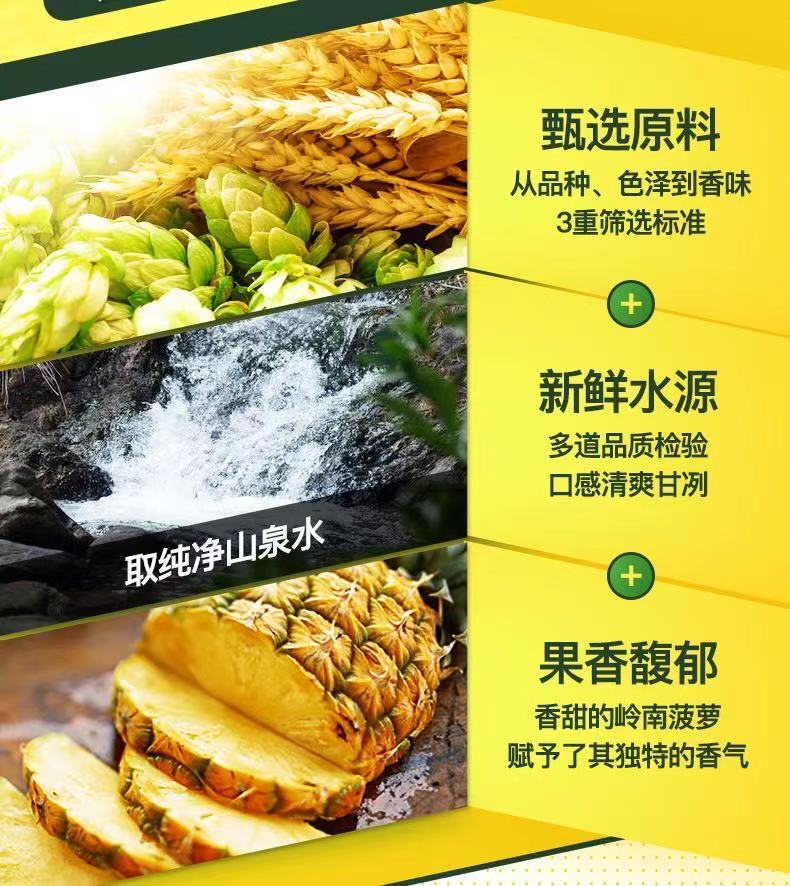 甄选原料
从品种、色泽到香味
3重筛选标准
新鲜水源
多道品质检验
口感清爽甘冽
取纯净山泉水
果香馥郁
香甜的岭南菠萝
赋予了其独特的香气